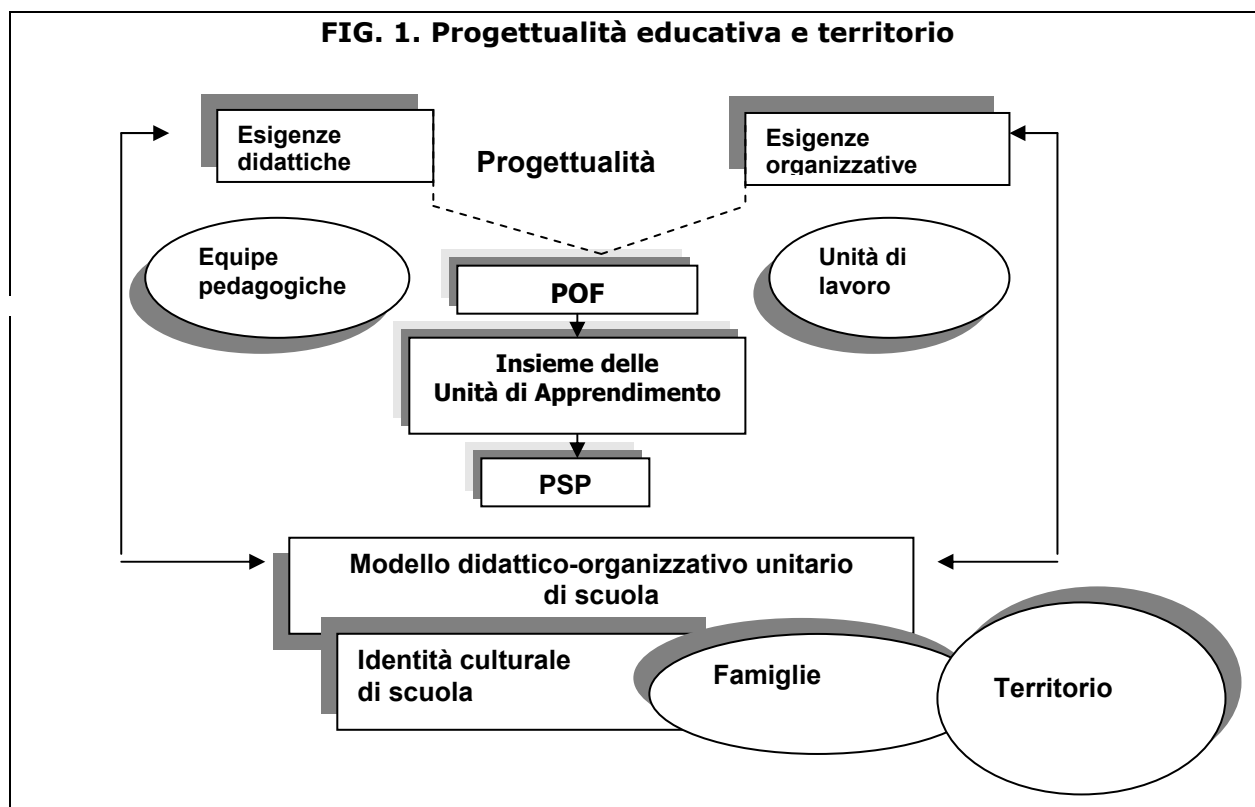 FIG. 1. Progettualità educativa e territorio
Esigenze
didattiche
Progettualità
Esigenze
organizzative
Equipe
pedagogiche
Unità di
lavoro
POF
Insieme delle
Unità di Apprendimento
PSP
Modello didattico-organizzativo unitario
di scuola
Identità culturale
di scuola
Famiglie
Territorio